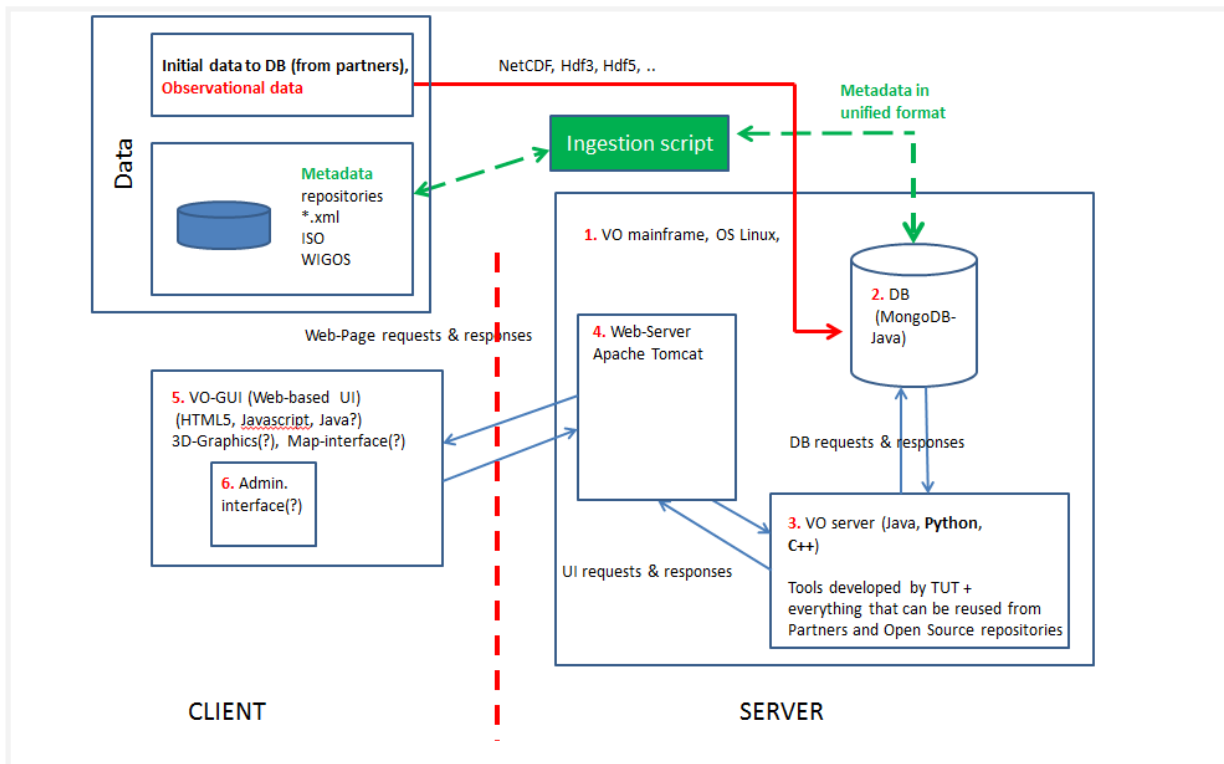 Initial data to DB (from partners),
Observational data
NetCDF, Hdf3, Hdf5, ..
Metadata in
unified format
Ingestion script
Data
Metadada
repositories
*.xml
ISO
WIGOS
1. VO mainframe, OS Linux,
2. DB
(MongoDB-
Java)
Web-Page requests & responses
4. Web-Server
Apache Tomcat
5. VO-GUI (Web-based UI)
(HTML5, Javascript, Java?)
3D-Graphics(?), Map-interface(?)
6. Admin.
interface(?)
DB requests & responses
3. VO server (Java, Python,
C++)
Tools developed by TUT +
everything that can be reused from
Partners and Open Source repositories
UI requests & responses
CLIENT
SERVER